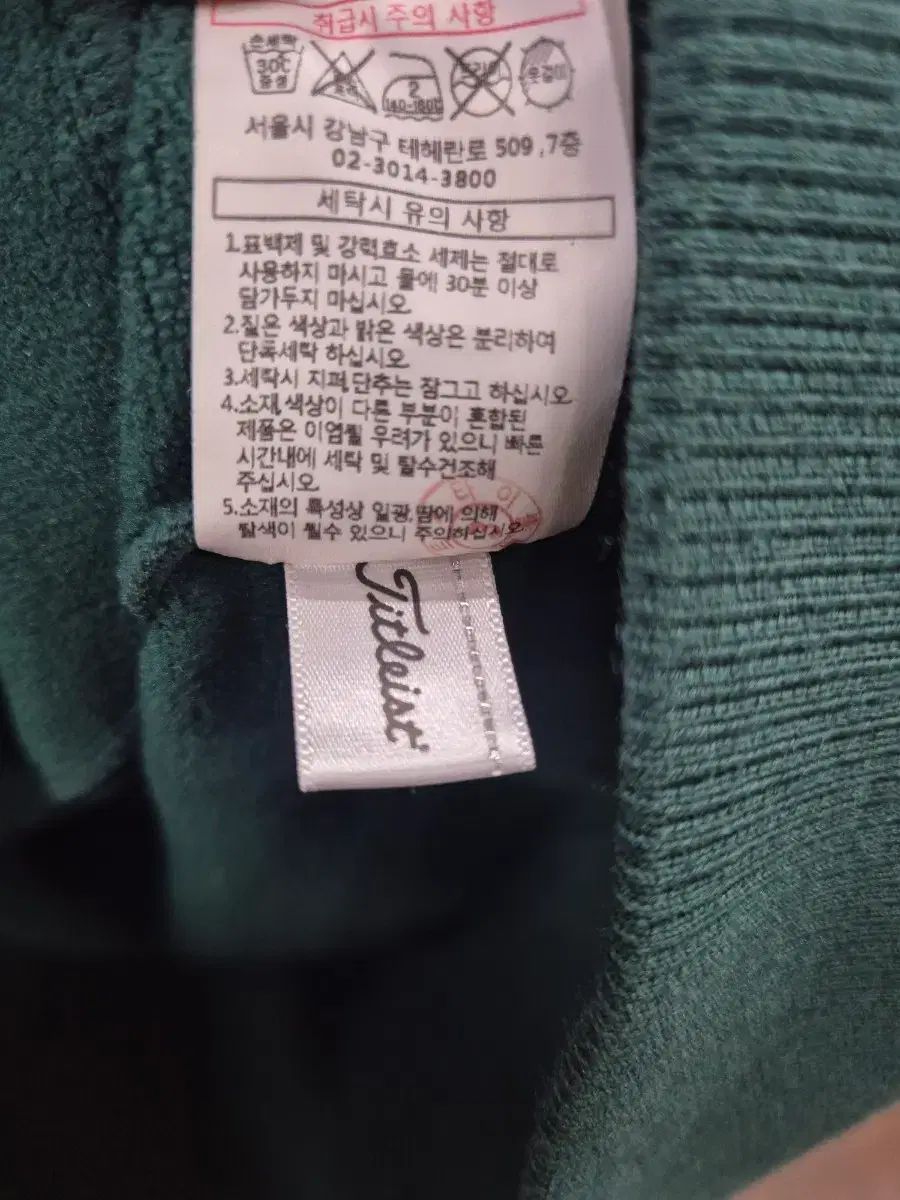 취급시 주의 사항
손세탁
30℃
중성
2
140-160℃
옷걸이
서울시 강남구 테헤란로 509 ,7층
02-3014-3800
세탁시 유의 사항
1.표백제 및 강력효소 세제는 절대로
사용하지 마시고 물에 30분 이상
담가두지 마십시오.
2.짙은 색상과 맑은 색상은 분리하여
단독세탁 하십시오.
3.세탁시 지퍼,단추는 잠그고 하십시오.
4.소재,색상이 다른 부분이 혼합된
제품은 이염될 우려가 있으니 빠른
시간내에 세탁 및 탈수건조해
주십시오.
5.소재의 특성상 일광,땀에 의해
탈색이 될수 있으니 주의하십시오.
Titleist